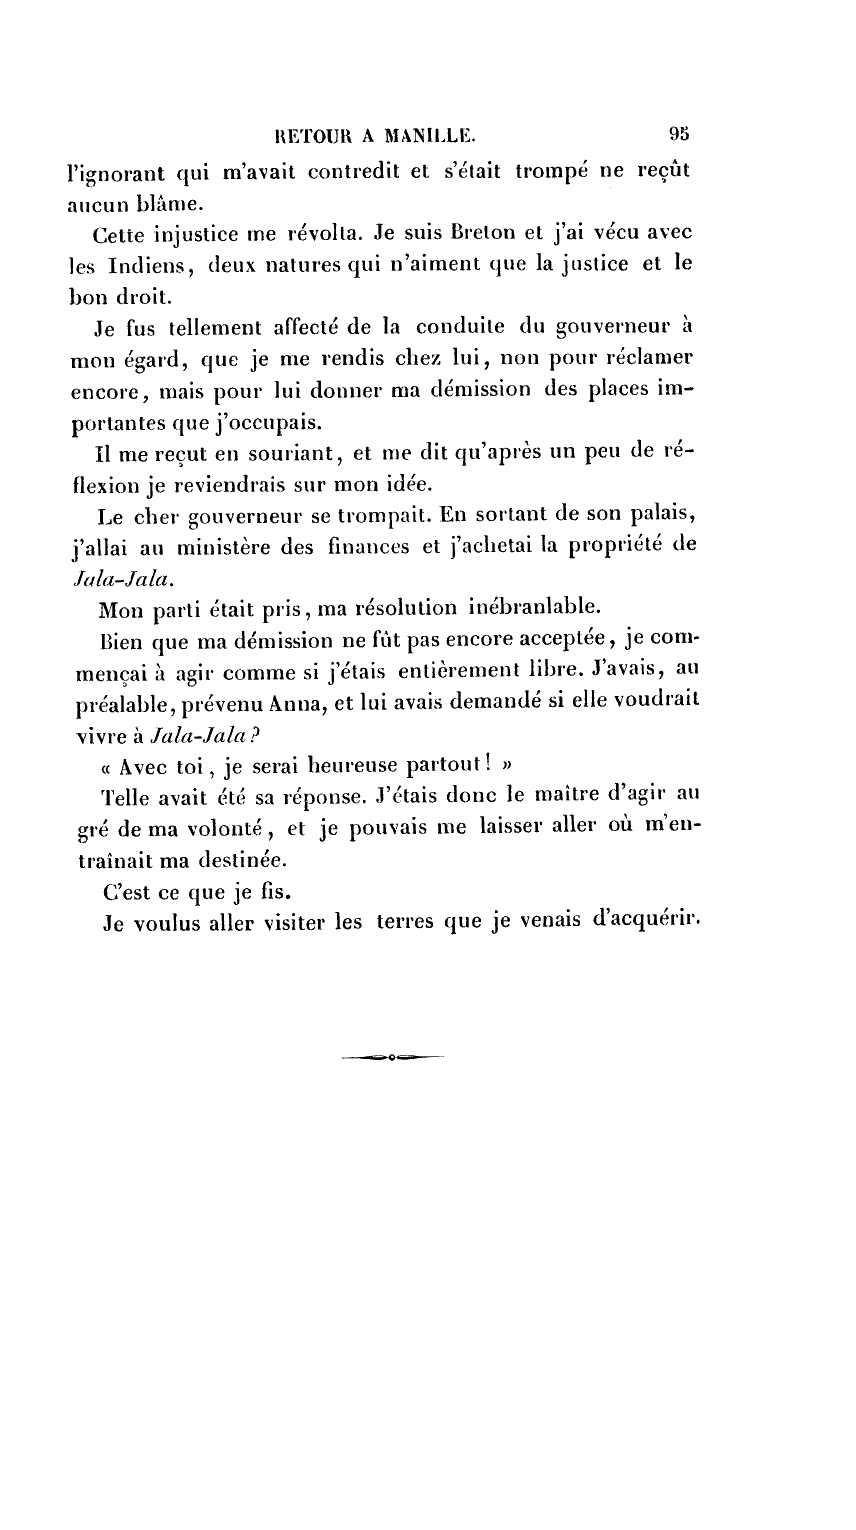 RETOUR A MANILLE. 95
l'ignorant qui m'avait contredit et s'était trompé ne reçût
aucun blâme.
Cette injustice me révolta. Je suis Breton et j'ai vécu avec
les Indiens, deux natures qui n'aiment que la justice et le
bon droit.
Je fus tellement affecté de la conduite du gouverneur à
mon égard, que je me rendis chez lui, non pour réclamer
encore, mais pour lui donner ma démission des places im-
portantes que j'occupais.
Il me reçut en souriant, et me dit qu'après un peu de ré-
flexion je reviendrais sur mon idée.
Le cher gouverneur se trompait. En sortant de son palais,
j'allai au ministère des finances et j'achetai la propriété de
Jala-Jala.
Mon parti était pris, ma résolution inébranlable.
Bien que ma démission ne fût pas encore acceptée, je com-
mençai à agir comme si j'étais entièrement libre. J'avais, au
préalable, prévenu Anna, et lui avais demandé si elle voudrait
vivre à Jala-Jala?
« Avec toi, je serai heureuse partout! »
Telle avait été sa réponse. J'étais donc le maître d'agir au
gré de ma volonté, et je pouvais me laisser aller où m'en-
traînait ma destinée.
C'est ce que je fis.
Je voulus aller visiter les terres que je venais d'acquérir.